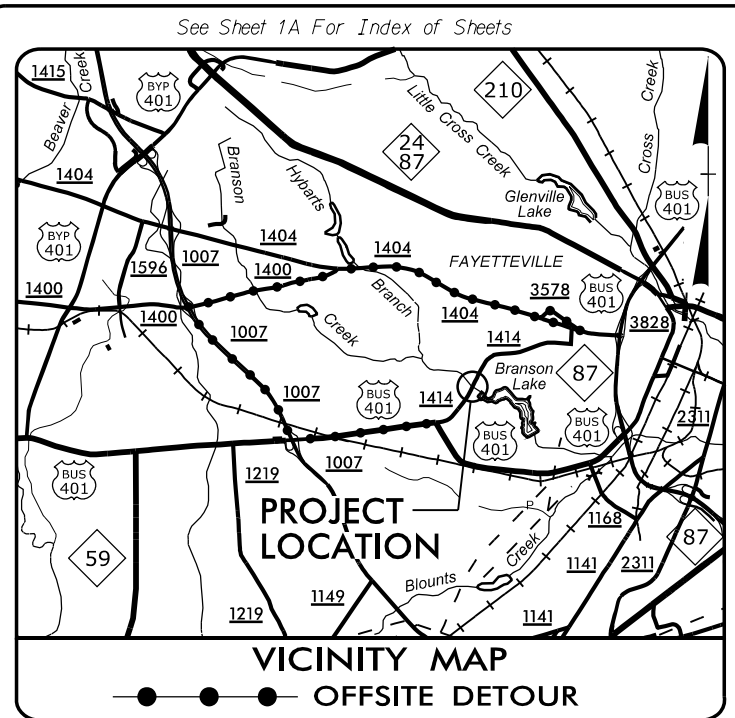 See Sheet 1A For Index of Sheets
1415
Beaver Creek
BYP
401
210
Little Cross Creek
Cross Creek
24
87
Branson
Hybarts
Glenville
Lake
BUS
401
1404
BYP
401
1596
1007
1404
1404
1400
FAYETTEVILLE
BUS
401
3578
1400
1400
Branch
1404
3828
1007
Creek
1414
Branson
Lake
87
1007
BUS
401
1414
BUS
401
BUS
401
2311
BUS
401
1219
1007
PROJECT
LOCATION
P
1168
87
59
Blounts Creek
1141
2311
1219
1149
1141
VICINITY MAP
OFFSITE DETOUR